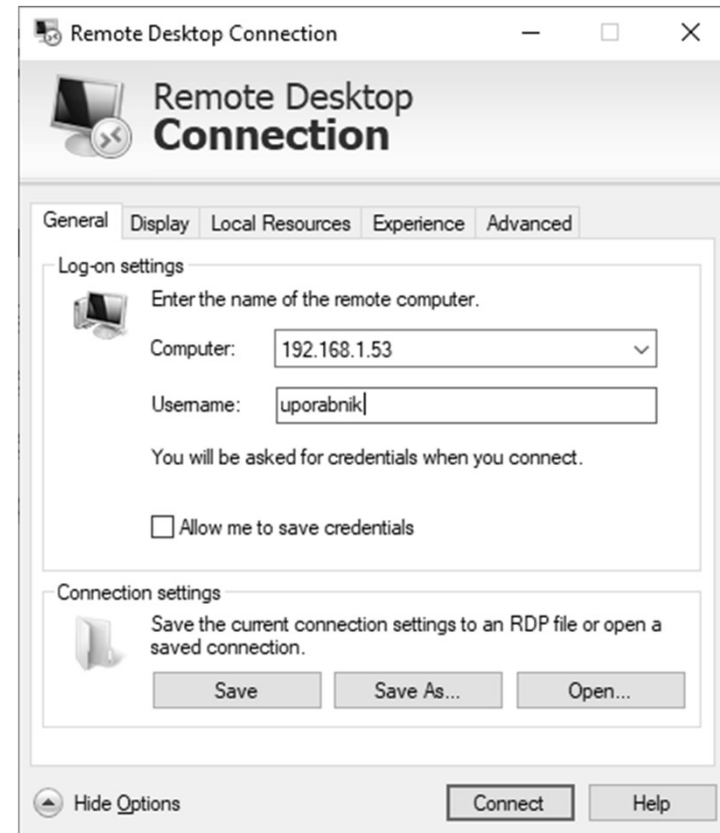 Remote Desktop Connection
Remote Desktop
Connection
General Display Local Resources Experience Advanced
Log-on settings
Enter the name of the remote computer.
Computer: 192.168.1.53
Username: uporabnik
You will be asked for credentials when you connect.
Allow me to save credentials
Connection settings
Save the current connection settings to an RDP file or open a
saved connection.
Save Save As... Open...
Hide Options Connect Help